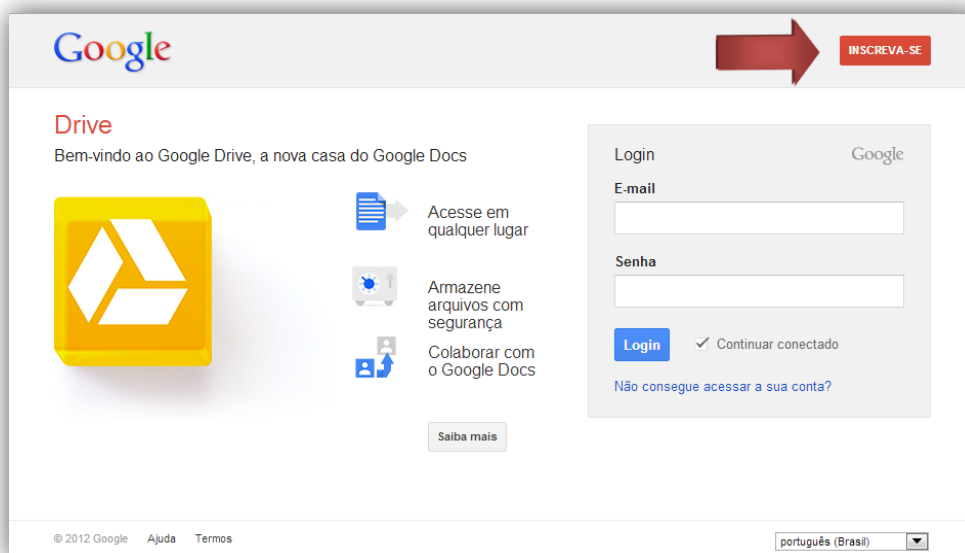 Google
INSCREVA-SE
Drive
Bem-vindo ao Google Drive, a nova casa do Google Docs
Acesse em
qualquer lugar
Armazene
arquivos com
segurança
Colaborar com
o Google Docs
Saiba mais
Login
Google
E-mail
Senha
Login
Continuar conectado
Não consegue acessar a sua conta?
© 2012 Google Ajuda Termos
português (Brasil)